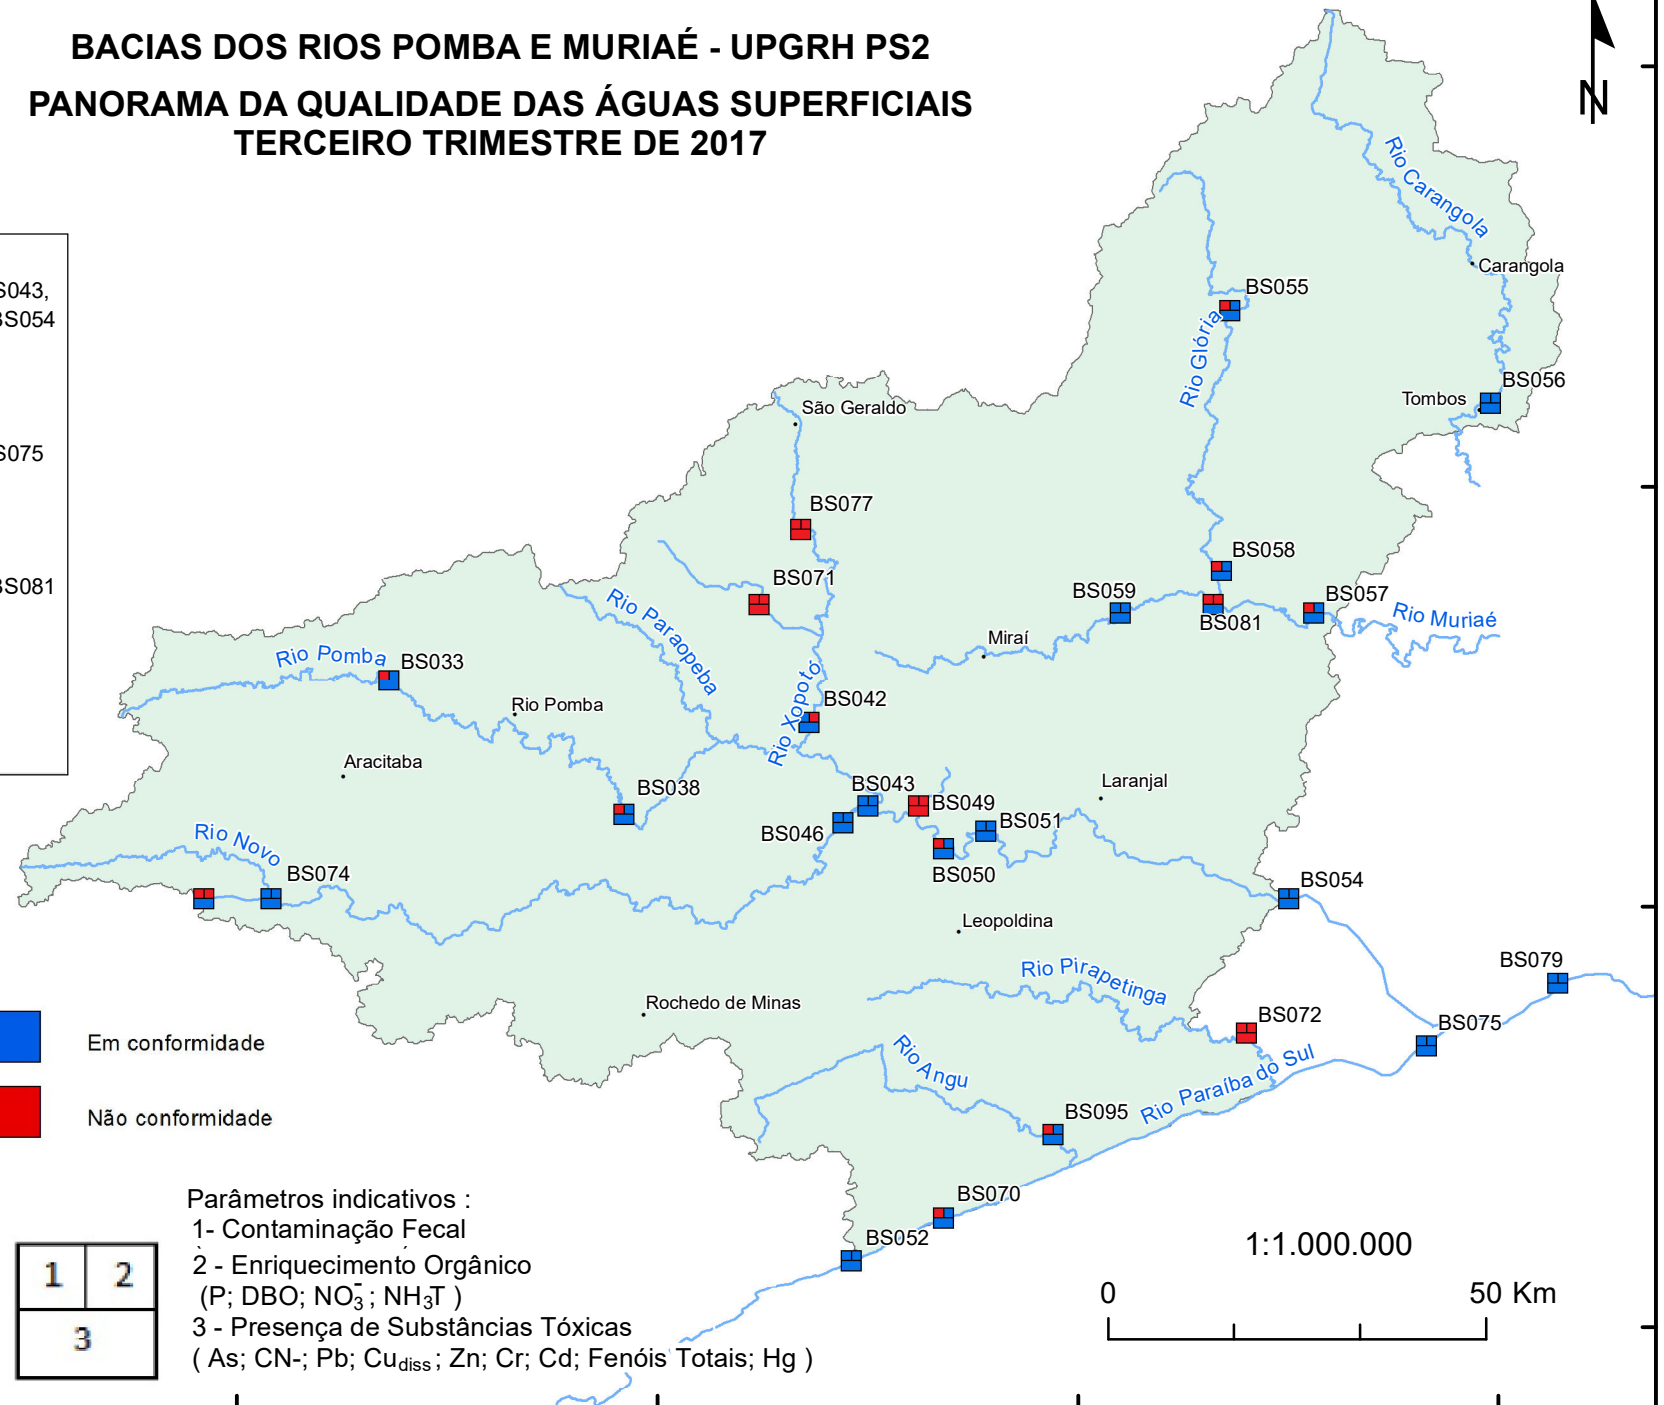 BACIAS DOS RIOS POMBA E MURIAÉ - UPGRH PS2
PANORAMA DA QUALIDADE DAS ÁGUAS SUPERFICIAIS
TERCEIRO TRIMESTRE DE 2017
N
S043,
BS054
S075
BS081
Rio Carangola
Carangola
BS055
Rio Glória
BS056
Tombos
São Geraldo
BS077
BS071
BS058
BS059
BS057
BS081
Rio Muriaé
Miraí
Rio Paraopeba
Rio Pomba
BS033
Rio Xopotó
BS042
Rio Pomba
Aracitaba
BS038
BS043
BS049
BS046
BS051
BS050
Laranjal
Rio Novo
BS074
BS054
Leopoldina
BS079
Rio Pirapetinga
Rochedo de Minas
BS072
BS075
Rio Angu
Rio Paraíba do Sul
BS095
BS070
BS052
Em conformidade
Não conformidade
Parâmetros indicativos :
1- Contaminação Fecal
2 - Enriquecimento Orgânico
(P; DBO; NO₃⁻; NH₃T )
3 - Presença de Substâncias Tóxicas
( As; CN-; Pb; Cudiss ; Zn; Cr; Cd; Fenóis Totais; Hg )
1 2
3
1:1.000.000
0 50 Km